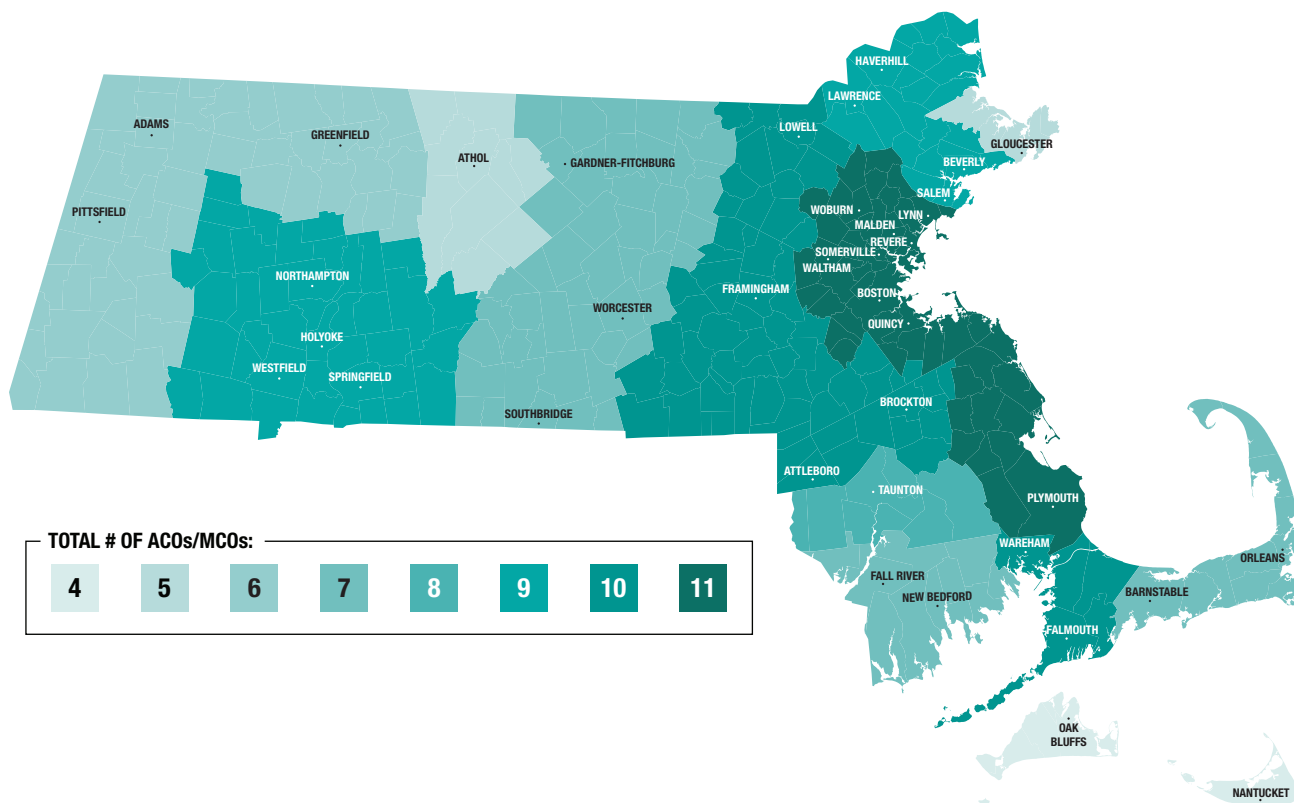 HAVERHILL
LAWRENCE
ADAMS
LOWELL
GREENFIELD
GLOUCESTER
ATHOL
GARDNER-FITCHBURG
BEVERLY
SALEM
PITTSFIELD
WOBURN
LYNN
MALDEN
REVERE
SOMERVILLE
WALTHAM
NORTHAMPTON
FRAMINGHAM
BOSTON
WORCESTER
QUINCY
HOLYOKE
WESTFIELD
SPRINGFIELD
BROCKTON
SOUTHBRIDGE
ATTLEBORO
TAUNTON
PLYMOUTH
TOTAL # OF ACOs/MCOs:
4 5 6 7 8 9 10 11
WAREHAM
ORLEANS
FALL RIVER
NEW BEDFORD
BARNSTABLE
FALMOUTH
OAK
BLUFFS
NANTUCKET